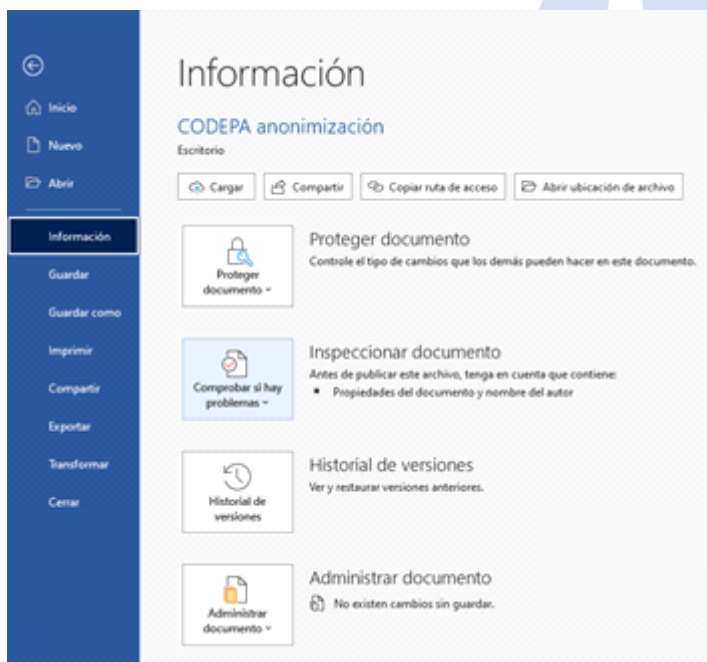 Información
CODEPA anonimización
Escritorio
Cargar
Compartir
Copiar ruta de acceso
Abrir ubicación de archivo
Inicio
Nuevo
Abrir
Información
Guardar
Guardar como
Imprimir
Compartir
Exportar
Transformar
Cerrar
Proteger
documento
Proteger documento
Controle el tipo de cambios que los demás pueden hacer en este documento.
Comprobar si hay
problemas
Inspeccionar documento
Antes de publicar este archivo, tenga en cuenta que contiene:
▪ Propiedades del documento y nombre del autor
Historial de
versiones
Historial de versiones
Ver y restaurar versiones anteriores.
Administrar
documento
Administrar documento
No existen cambios sin guardar.